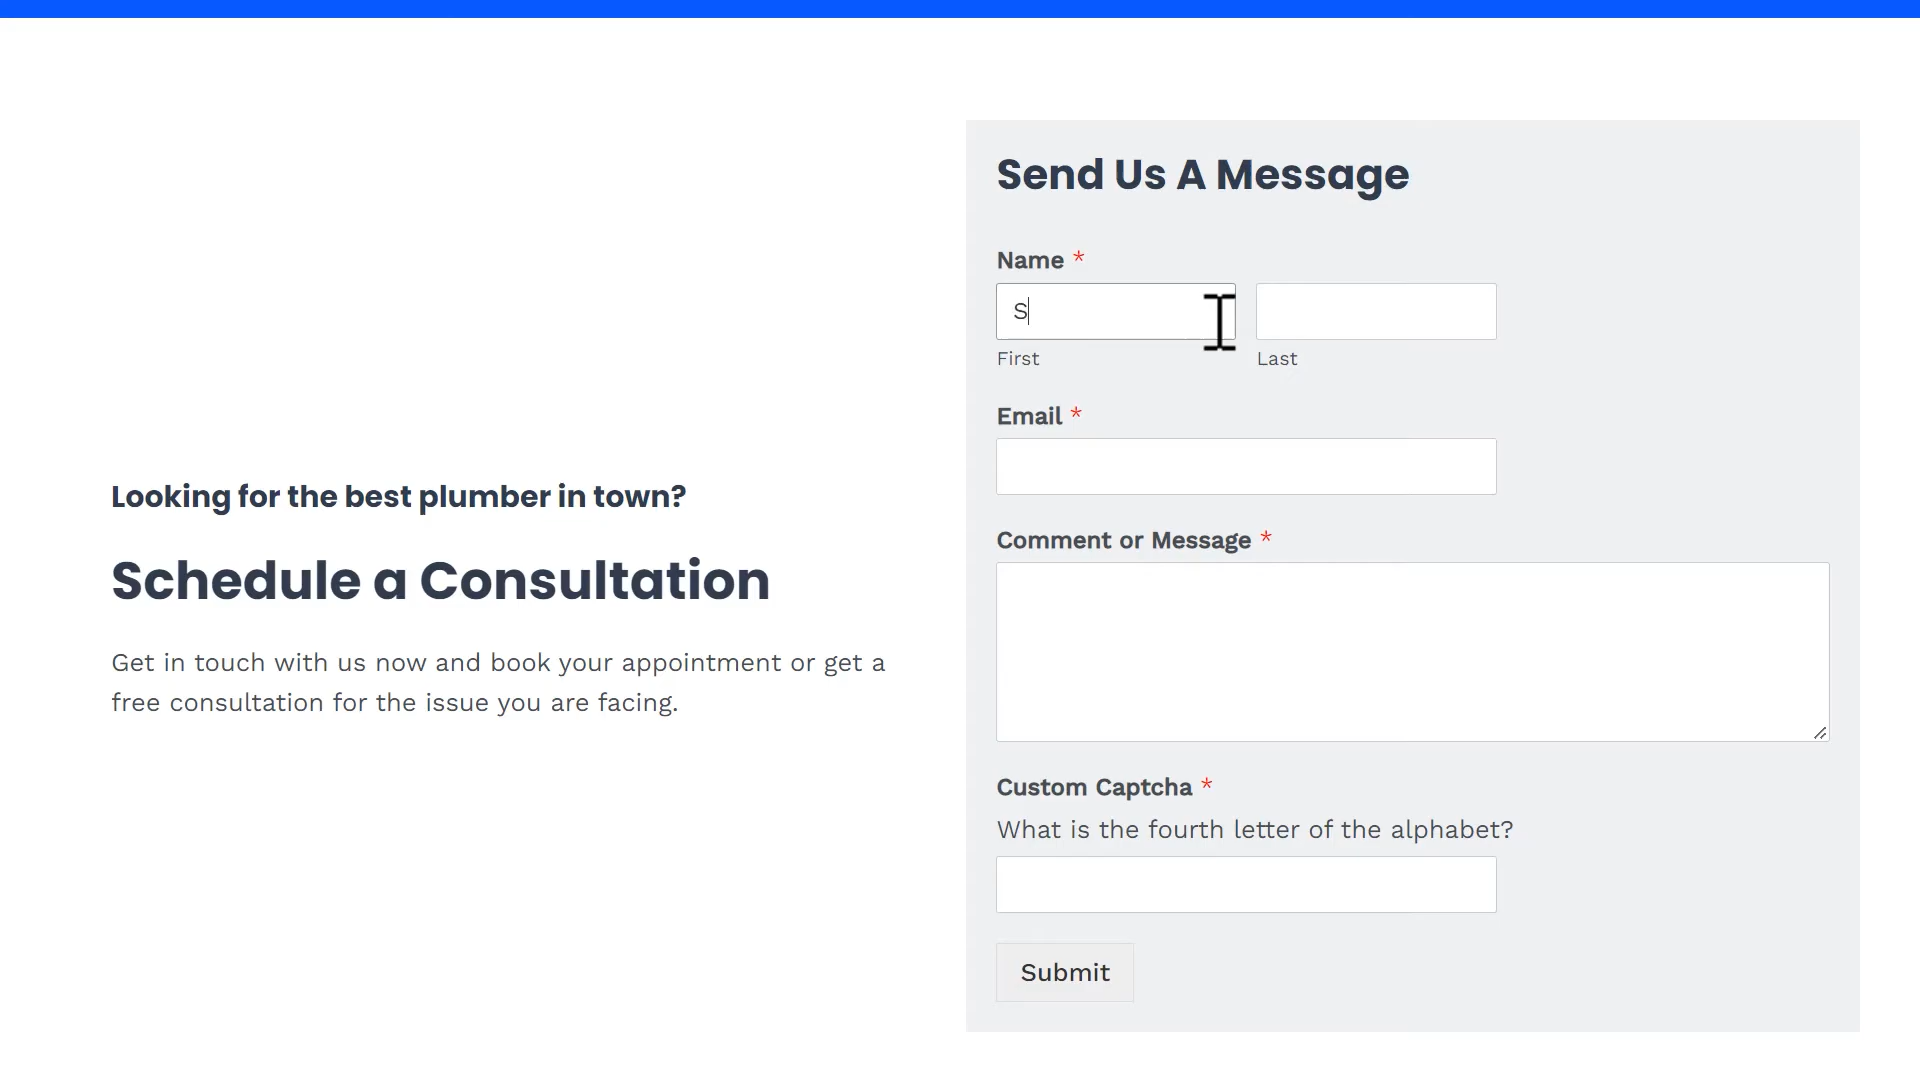 Looking for the best plumber in town?
Schedule a Consultation
Get in touch with us now and book your appointment or get a
free consultation for the issue you are facing.
Send Us A Message
Name *
S
First
Last
Email *
Comment or Message *
Custom Captcha *
What is the fourth letter of the alphabet?
Submit